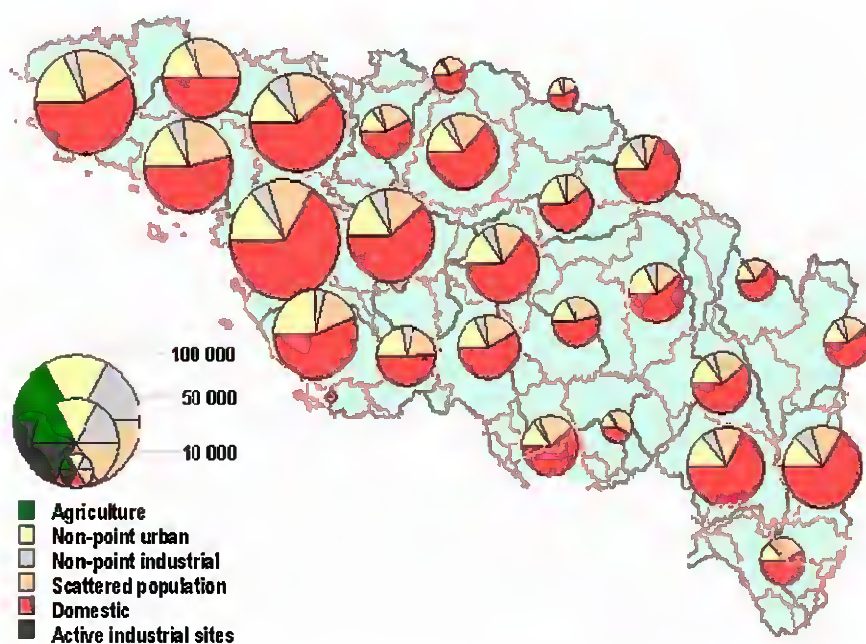 100 000
50 000
10 000
Agriculture
Non-point urban
Non-point industrial
Scattered population
Domestic
Active industrial sites